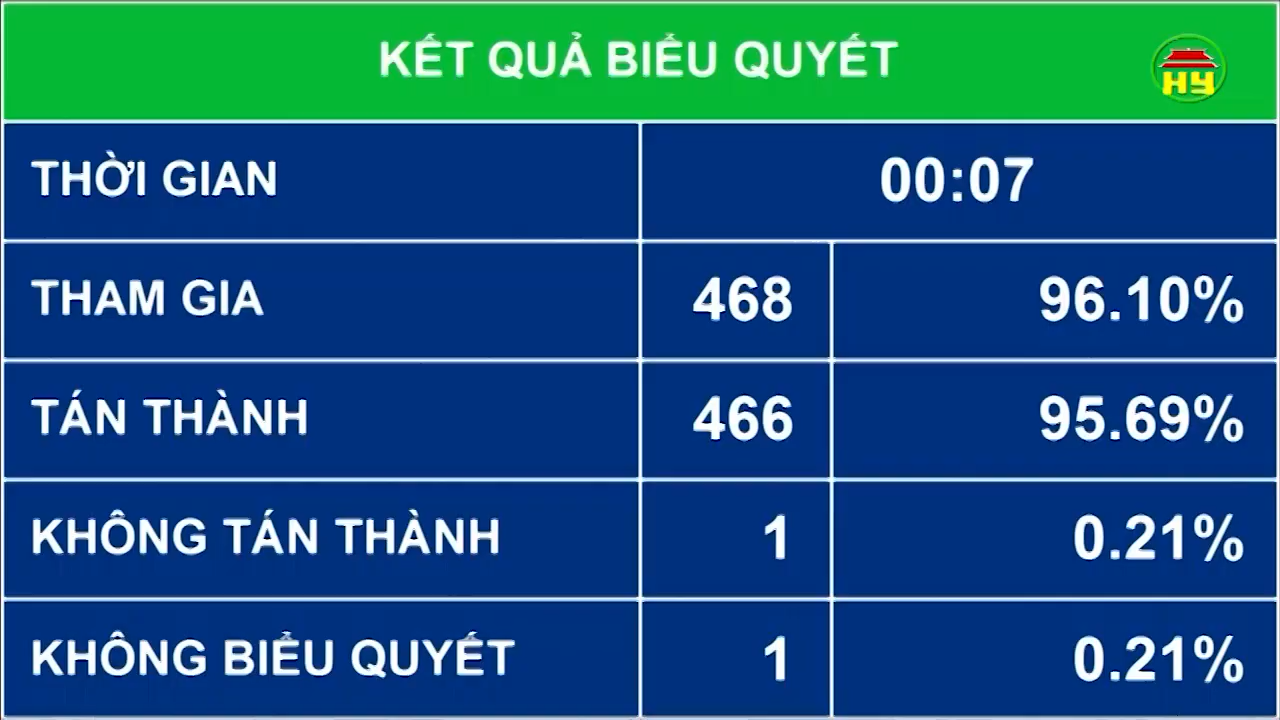 KẾT QUẢ BIỂU QUYẾT
HY
THỜI GIAN 00:07
THAM GIA 468 96.10%
TÁN THÀNH 466 95.69%
KHÔNG TÁN THÀNH 1 0.21%
KHÔNG BIỂU QUYẾT 1 0.21%